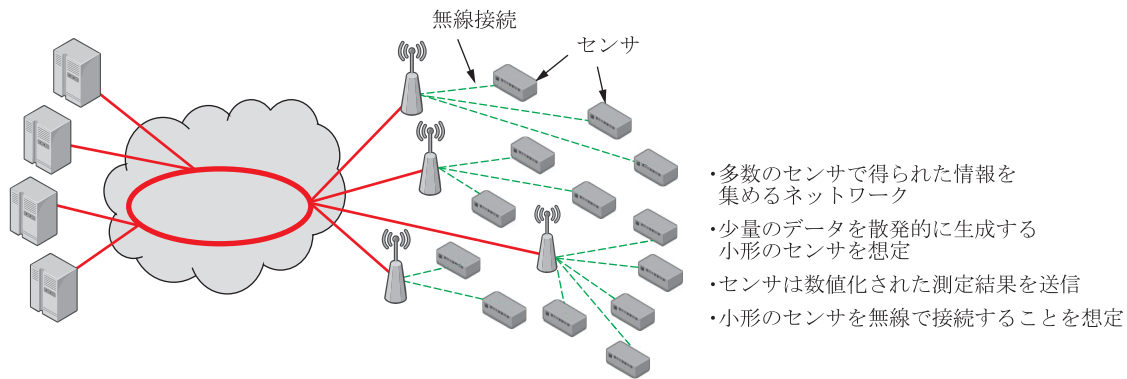 無線接続
センサ
・多数のセンサで得られた情報を
集めるネットワーク
・少量のデータを散発的に生成する
小形のセンサを想定
・センサは数値化された測定結果を送信
・小形のセンサを無線で接続することを想定